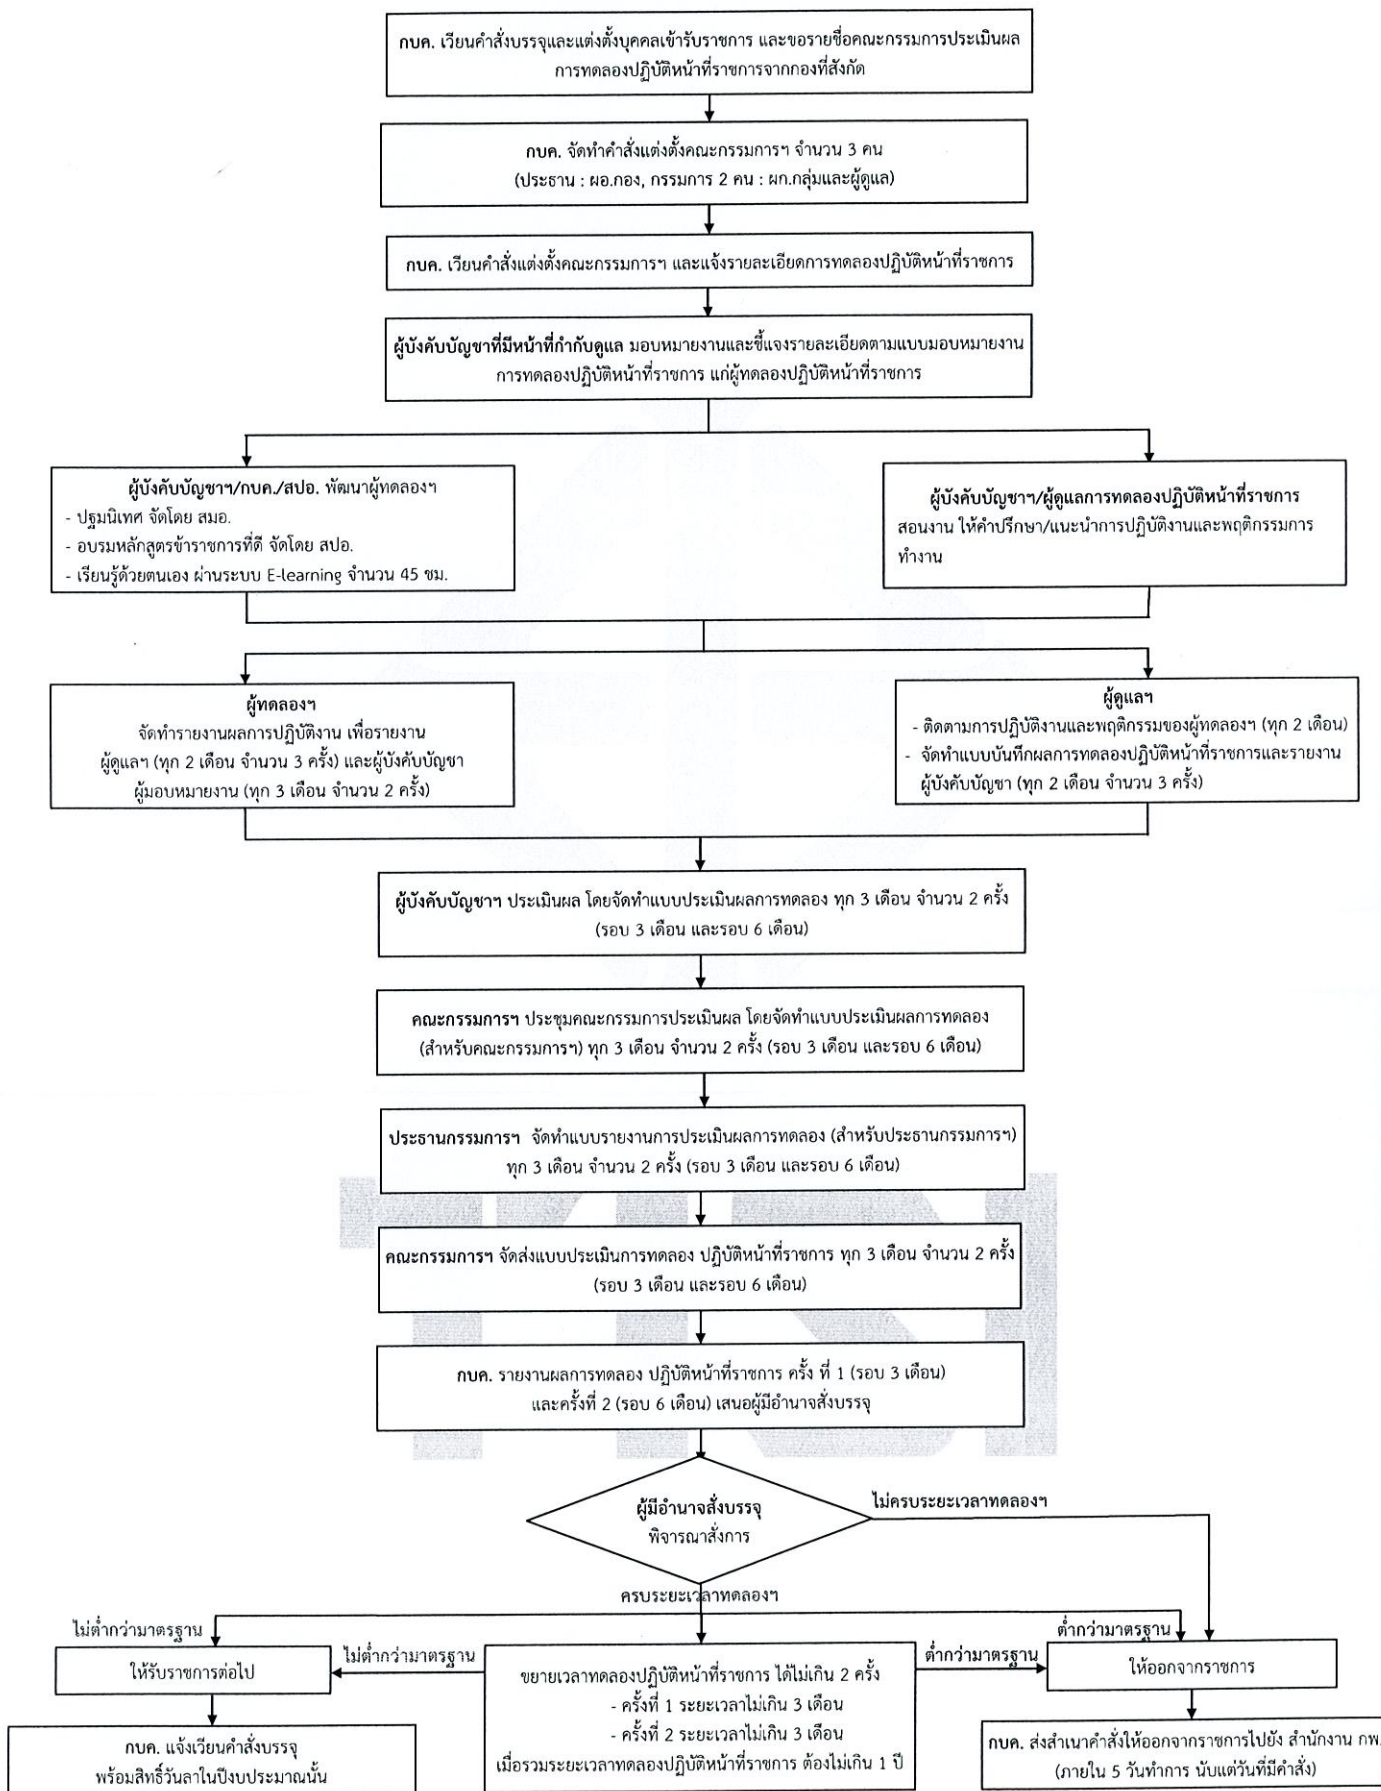 กบค. เวียนคำสั่งบรรจุและแต่งตั้งบุคคลเข้ารับราชการ และขอรายชื่อคณะกรรมการประเมินผล
การทดลองปฏิบัติหน้าที่ราชการจากกองที่สังกัด
กบค. จัดทำคำสั่งแต่งตั้งคณะกรรมการฯ จำนวน 3 คน
(ประธาน : ผอ.กอง, กรรมการ 2 คน : ผก.กลุ่มและผู้ดูแล)
กบค. เวียนคำสั่งแต่งตั้งคณะกรรมการฯ และแจ้งรายละเอียดการทดลองปฏิบัติหน้าที่ราชการ
ผู้บังคับบัญชาที่มีหน้าที่กำกับดูแล มอบหมายงานและชี้แจงรายละเอียดตามแบบมอบหมายงาน
การทดลองปฏิบัติหน้าที่ราชการ แก่ผู้ทดลองปฏิบัติหน้าที่ราชการ
ผู้บังคับบัญชาฯ/กบค./สปอ. พัฒนาผู้ทดลองฯ
- ปฐมนิเทศ จัดโดย สมอ.
- อบรมหลักสูตรข้าราชการที่ดี จัดโดย สปอ.
- เรียนรู้ด้วยตนเอง ผ่านระบบ E-learning จำนวน 45 ชม.
ผู้บังคับบัญชาฯ/ผู้ดูแลการทดลองปฏิบัติหน้าที่ราชการ
สอนงาน ให้คำปรึกษา/แนะนำการปฏิบัติงานและพฤติกรรมการ
ทำงาน
ผู้ทดลองฯ
จัดทำรายงานผลการปฏิบัติงาน เพื่อรายงาน
ผู้ดูแลฯ (ทุก 2 เดือน จำนวน 3 ครั้ง) และผู้บังคับบัญชา
ผู้มอบหมายงาน (ทุก 3 เดือน จำนวน 2 ครั้ง)
ผู้ดูแลฯ
- ติดตามการปฏิบัติงานและพฤติกรรมของผู้ทดลองฯ (ทุก 2 เดือน)
- จัดทำแบบบันทึกผลการทดลองปฏิบัติหน้าที่ราชการและรายงาน
ผู้บังคับบัญชา (ทุก 2 เดือน จำนวน 3 ครั้ง)
ผู้บังคับบัญชาฯ ประเมินผล โดยจัดทำแบบประเมินผลการทดลอง ทุก 3 เดือน จำนวน 2 ครั้ง
(รอบ 3 เดือน และรอบ 6 เดือน)
คณะกรรมการฯ ประชุมคณะกรรมการประเมินผล โดยจัดทำแบบประเมินผลการทดลอง
(สำหรับคณะกรรมการฯ) ทุก 3 เดือน จำนวน 2 ครั้ง (รอบ 3 เดือน และรอบ 6 เดือน)
ประธานกรรมการฯ จัดทำแบบรายงานการประเมินผลการทดลอง (สำหรับประธานกรรมการฯ)
ทุก 3 เดือน จำนวน 2 ครั้ง (รอบ 3 เดือน และรอบ 6 เดือน)
คณะกรรมการฯ จัดส่งแบบประเมินการทดลอง ปฏิบัติหน้าที่ราชการ ทุก 3 เดือน จำนวน 2 ครั้ง
(รอบ 3 เดือน และรอบ 6 เดือน)
กบค. รายงานผลการทดลอง ปฏิบัติหน้าที่ราชการ ครั้ง ที่ 1 (รอบ 3 เดือน)
และครั้งที่ 2 (รอบ 6 เดือน) เสนอผู้มีอำนาจสั่งบรรจุ
TISI
ผู้มีอำนาจสั่งบรรจุ
พิจารณาสั่งการ
ไม่ครบระยะเวลาทดลองฯ
ครบระยะเวลาทดลองฯ
ไม่ต่ำกว่ามาตรฐาน
ต่ำกว่ามาตรฐาน
ให้รับราชการต่อไป
ไม่ต่ำกว่ามาตรฐาน
ขยายเวลาทดลองปฏิบัติหน้าที่ราชการ ได้ไม่เกิน 2 ครั้ง
- ครั้งที่ 1 ระยะเวลาไม่เกิน 3 เดือน
- ครั้งที่ 2 ระยะเวลาไม่เกิน 3 เดือน
เมื่อรวมระยะเวลาทดลองปฏิบัติหน้าที่ราชการ ต้องไม่เกิน 1 ปี
ต่ำกว่ามาตรฐาน
ให้ออกจากราชการ
กบค. แจ้งเวียนคำสั่งบรรจุ
พร้อมสิทธิ์วันลาในปีงบประมาณนั้น
กบค. ส่งสำเนาคำสั่งให้ออกจากราชการไปยัง สำนักงาน กพ.
(ภายใน 5 วันทำการ นับแต่วันที่มีคำสั่ง)